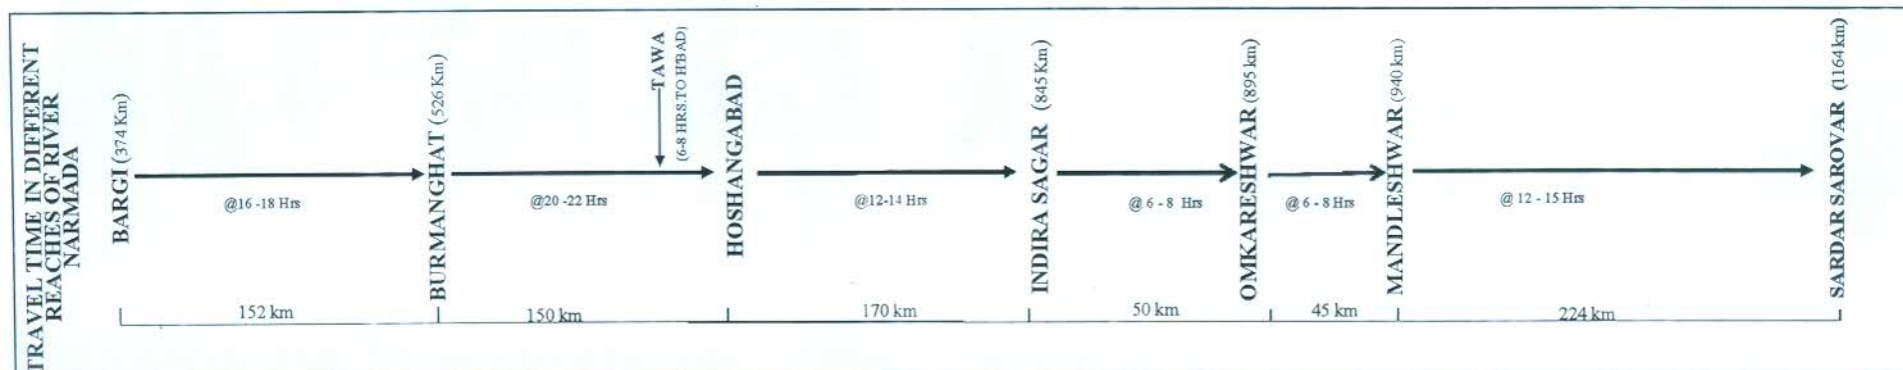 TRAVEL TIME IN DIFFERENT
REACHES OF RIVER
NARMADA
BARGI (374 Km)
@16 -18 Hrs
BURMANGHAT (526 Km)
@20 -22 Hrs
TAWA
(6-8 HRS.TO H'BAD)
HOSHANGABAD
@12-14 Hrs
INDIRA SAGAR (845 Km)
@ 6 - 8 Hrs
OMKARESHWAR (895 km)
@ 6 - 8 Hrs
MANDLESHWAR (940 km)
@ 12 - 15 Hrs
SARDAR SAROVAR (1164 km)
152 km
150 km
170 km
50 km
45 km
224 km